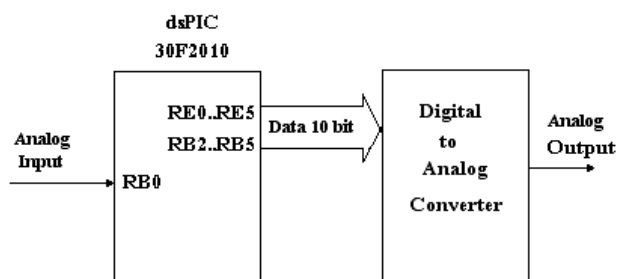 dsPIC
30F2010
Analog
Input
RB0
RE0..RE5
RB2..RB5
Data 10 bit
Digital
to
Analog
Converter
Analog
Output